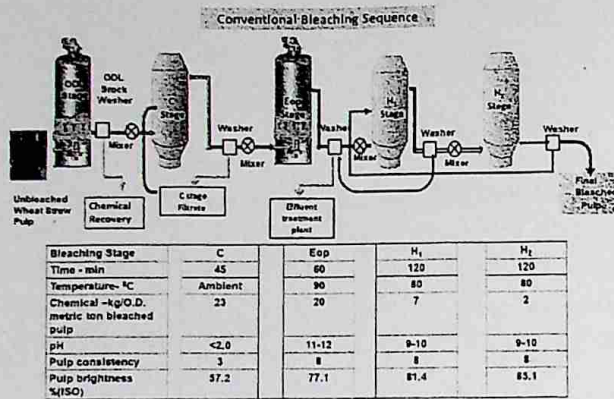 Conventional Bleaching Sequence
ODL
Stage
ODL
Brock
Washer
C
Stage
Eop
Stage
H₁
Stage
H₂
Stage
Washer
Washer
Washer
Washer
Mixer
Mixer
Mixer
Mixer
Unbleached
Wheat Straw
Pulp
Chemical
Recovery
C stage
Filtrate
Effluent
treatment
plant
Final
Bleached
Pulp
Bleaching Stage C Eop H₁ H₂
Time - min 45 60 120 120
Temperature- °C Ambient 90 80 80
Chemical –kg/O.D. 23 20 7 2
metric ton bleached
pulp
pH <2.0 11-12 9-10 9-10
Pulp consistency 3 8 8 8
Pulp brightness 57.2 77.1 81.4 85.1
%(ISO)